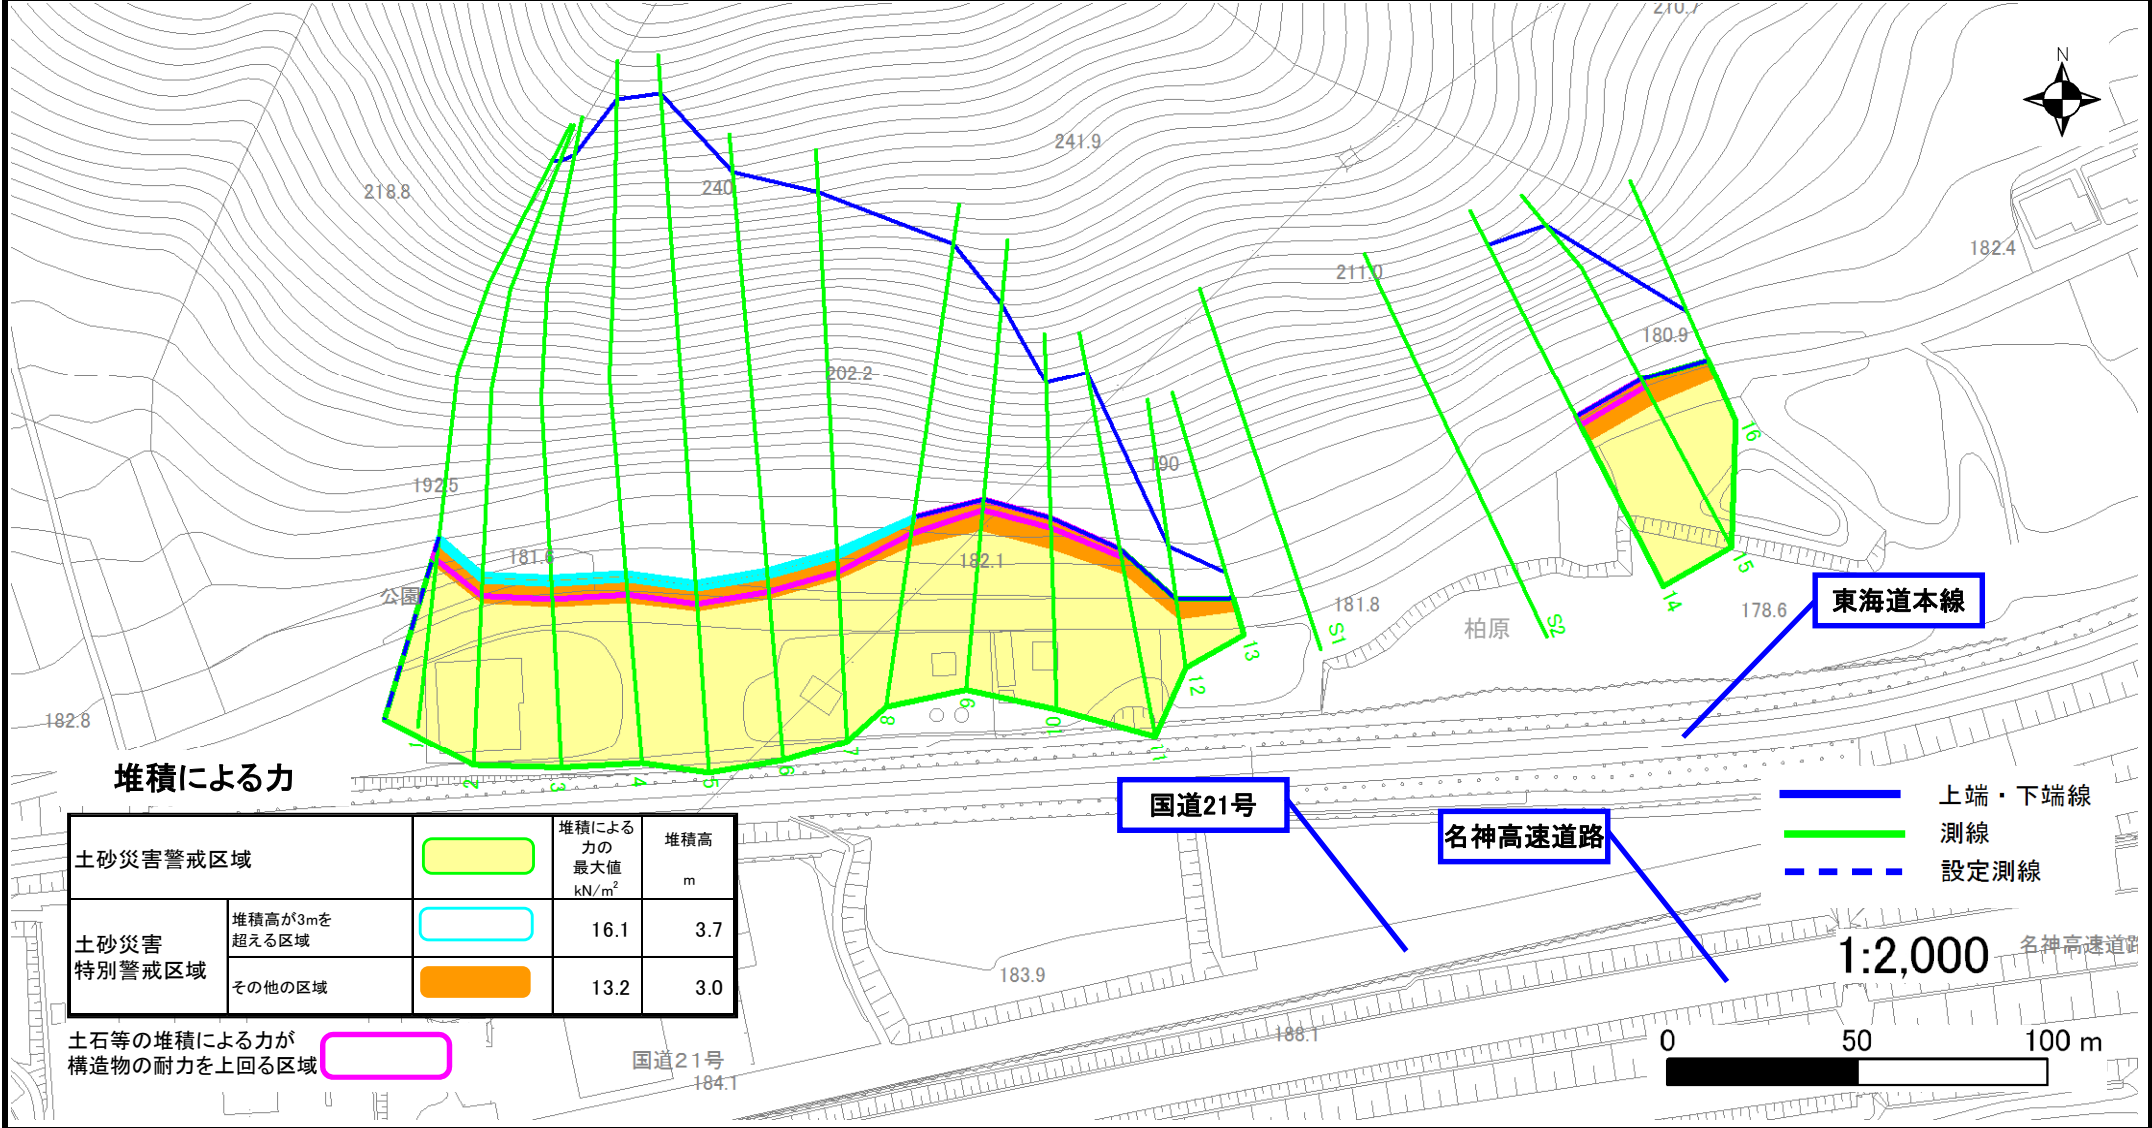 210.7
N
241.9
218.8
240
182.4
211.0
180.9
202.2
190
16
192.5
181.6
182.1
15
公園
181.8
14
178.6
東海道本線
柏原
S1
S2
13
12
182.8
1
2
3
4
5
6
7
8
9
10
11
堆積による力
国道21号
名神高速道路
上端・下端線
測線
設定測線
土砂災害警戒区域
堆積による
力の
最大値
kN/m²
堆積高
m
土砂災害
特別警戒区域
堆積高が3mを
超える区域
16.1
3.7
その他の区域
13.2
3.0
土石等の堆積による力が
構造物の耐力を上回る区域
国道21号
184.1
183.9
188.1
1:2,000
名神高速道路
0
50
100 m